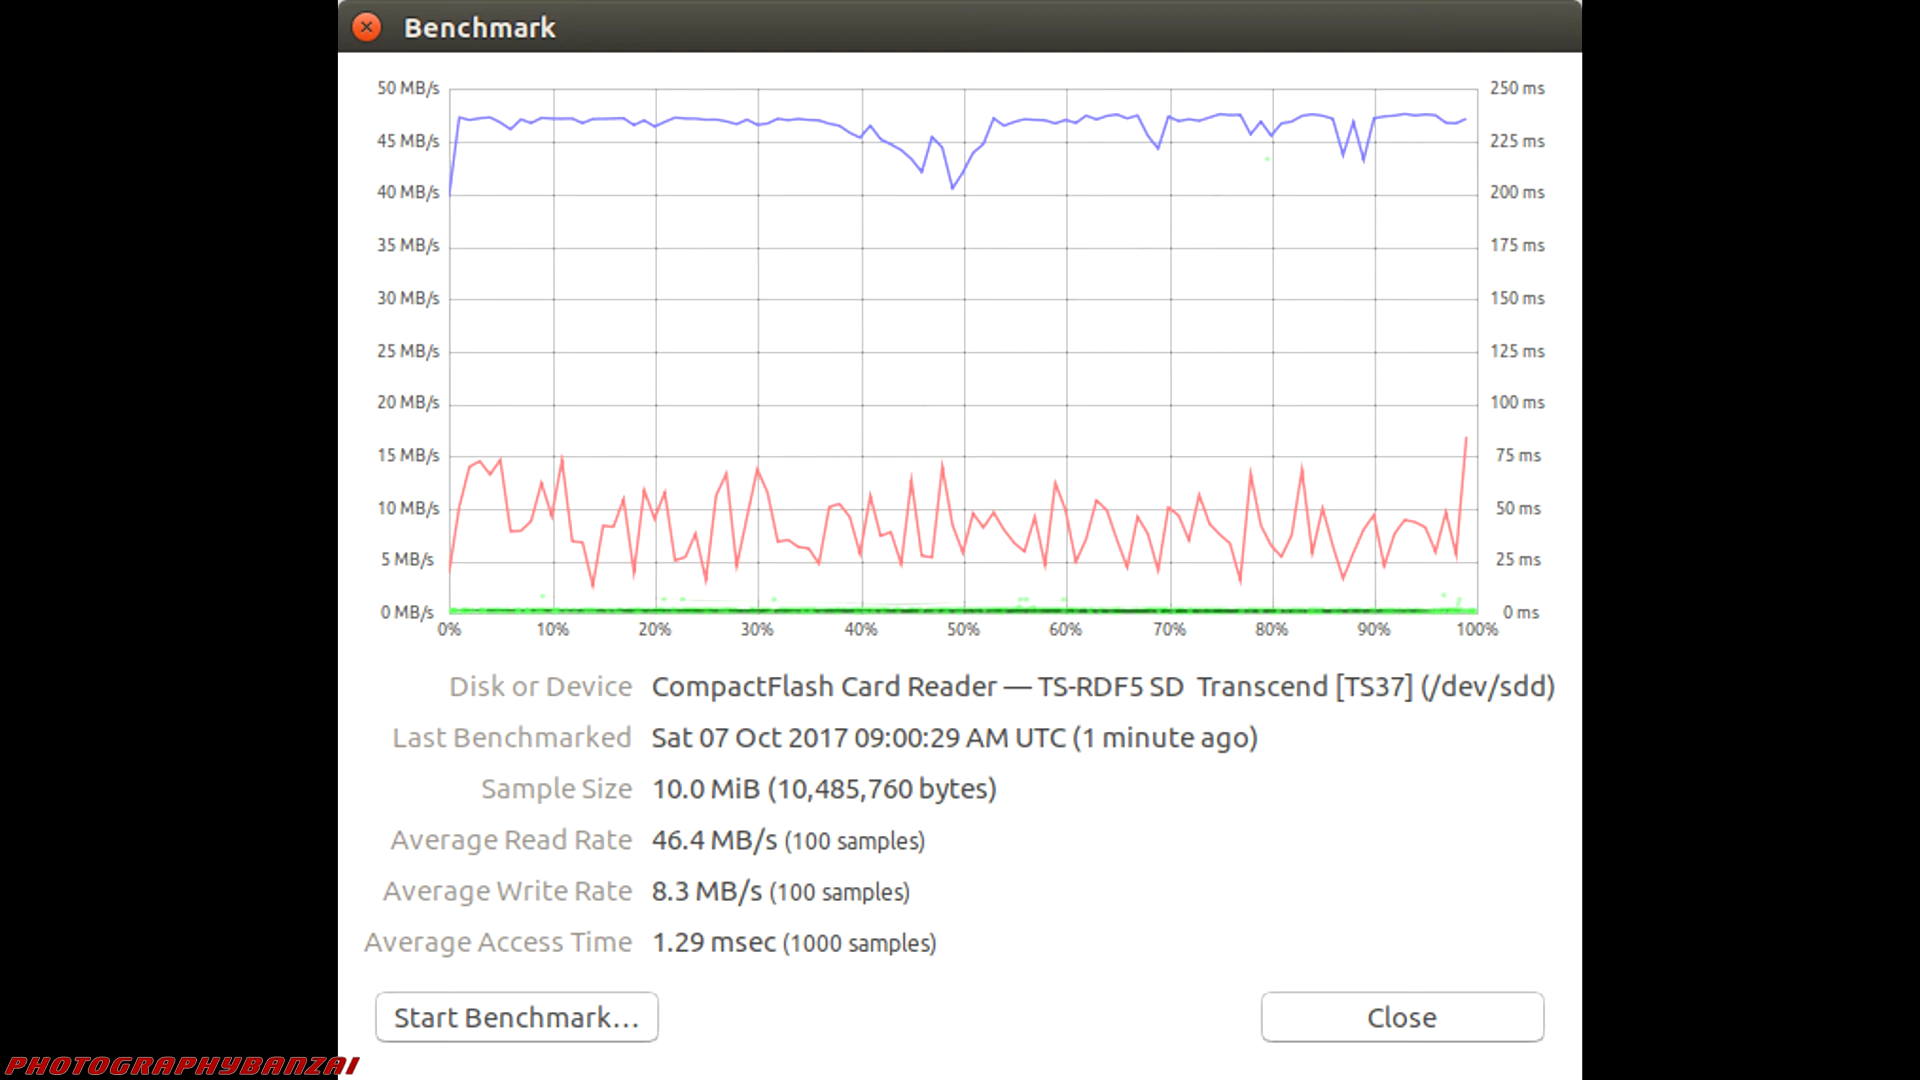 Benchmark
50 MB/s 250 ms
45 MB/s 225 ms
40 MB/s 200 ms
35 MB/s 175 ms
30 MB/s 150 ms
25 MB/s 125 ms
20 MB/s 100 ms
15 MB/s 75 ms
10 MB/s 50 ms
5 MB/s 25 ms
0 MB/s 0 ms
0% 10% 20% 30% 40% 50% 60% 70% 80% 90% 100%
Disk or Device CompactFlash Card Reader — TS-RDF5 SD Transcend [TS37] (/dev/sdd)
Last Benchmarked Sat 07 Oct 2017 09:00:29 AM UTC (1 minute ago)
Sample Size 10.0 MiB (10,485,760 bytes)
Average Read Rate 46.4 MB/s (100 samples)
Average Write Rate 8.3 MB/s (100 samples)
Average Access Time 1.29 msec (1000 samples)
Start Benchmark... Close
PHOTOGRAPHYBANZAI